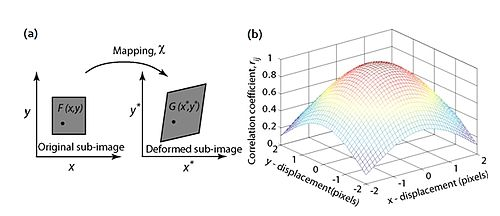 (a)
Mapping, χ
y
F (x,y)
Original sub-image
x
y*
G (x*,y*)
Deformed sub-image
x*
(b)
Correlation coefficient, rij
1
0.8
0.6
0.4
0.2
0
2
1
0
-1
-2
y - displacement(pixels)
-2
-1
0
1
2
x - displacement (pixels)